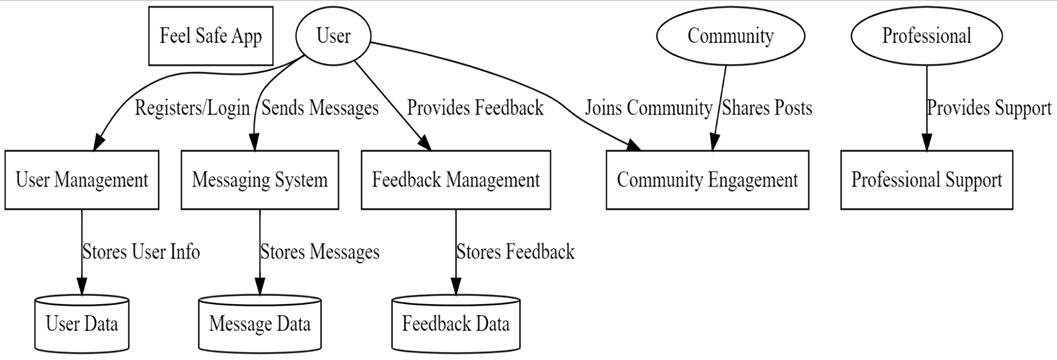 Feel Safe App
User
Community
Professional
Registers/Login
Sends Messages
Provides Feedback
Joins Community
Shares Posts
Provides Support
User Management
Messaging System
Feedback Management
Community Engagement
Professional Support
Stores User Info
Stores Messages
Stores Feedback
User Data
Message Data
Feedback Data